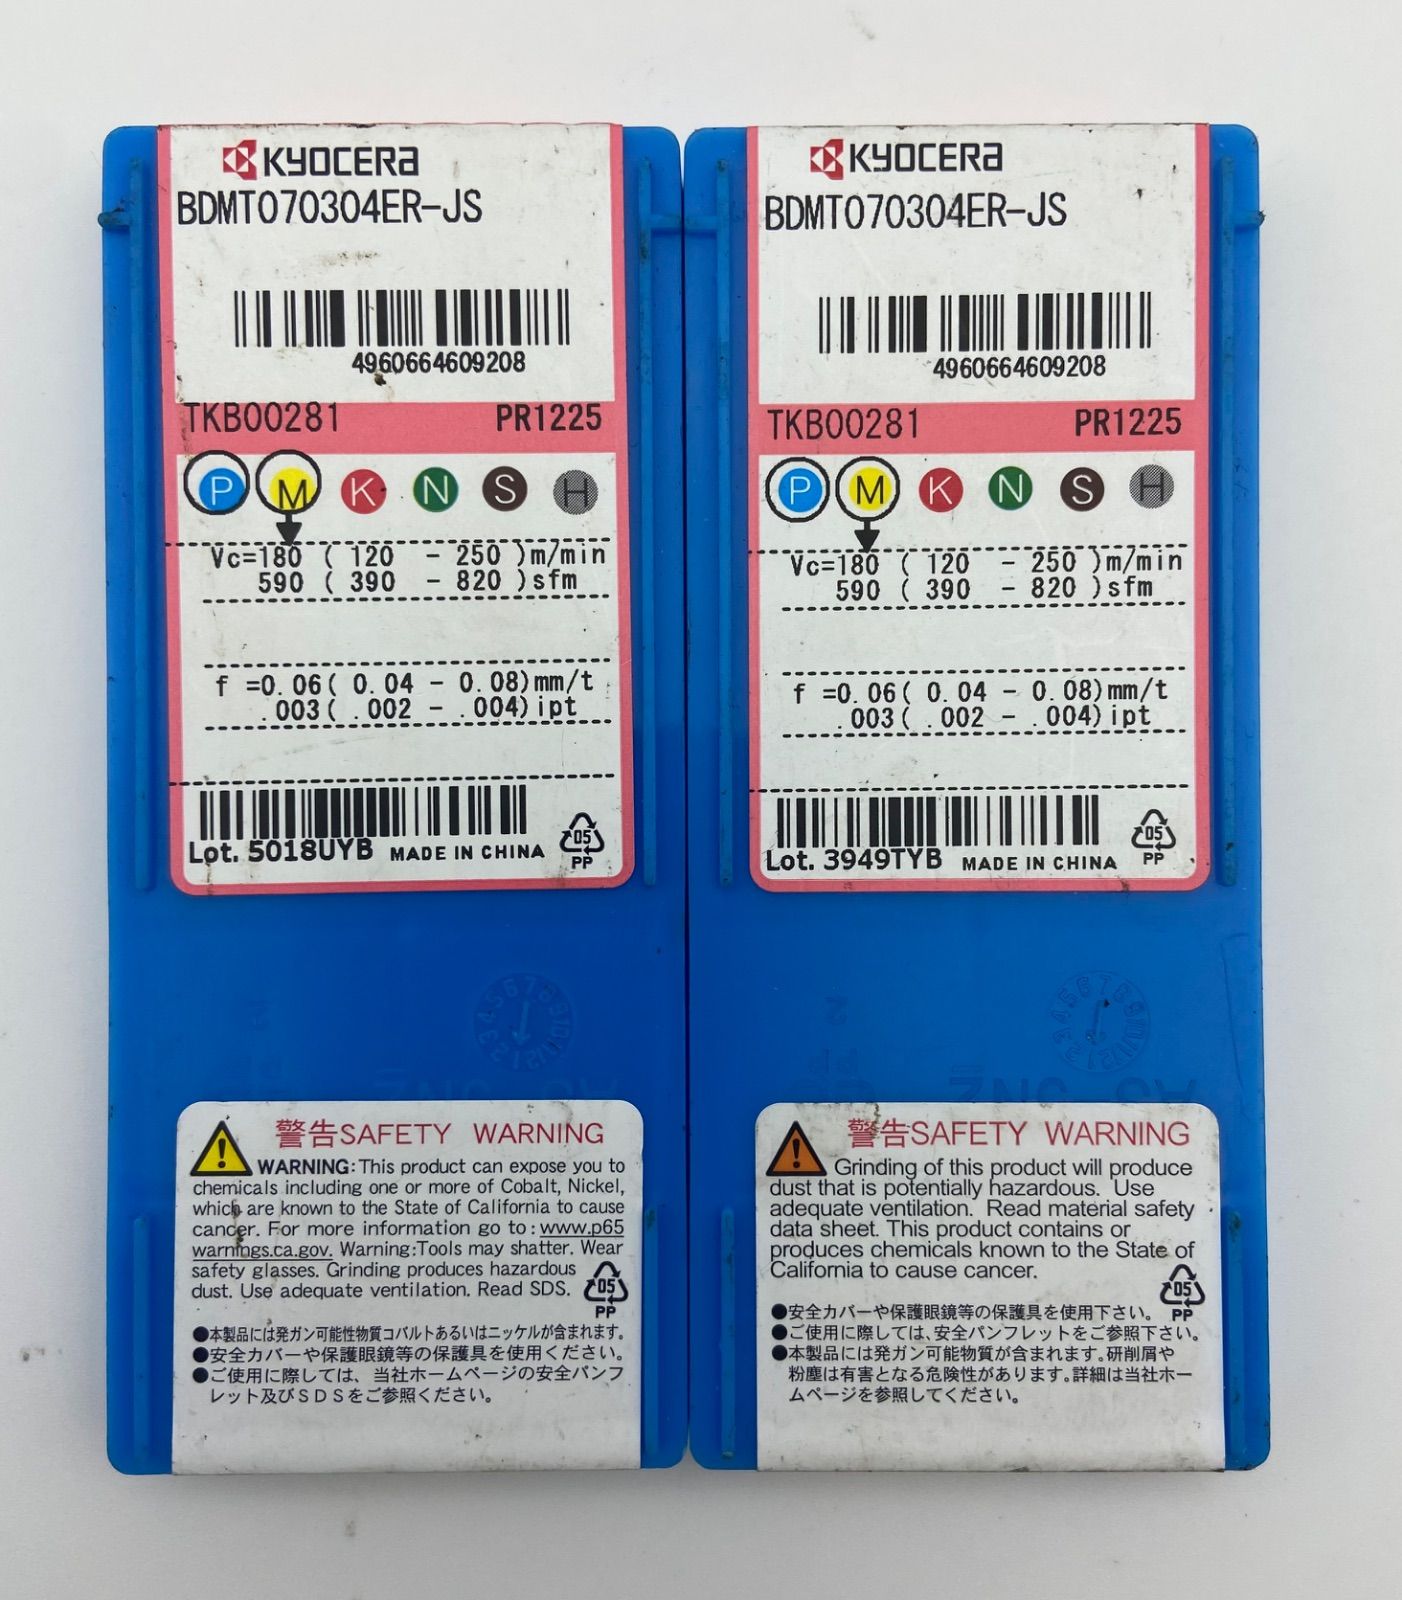 KYOCERA
BDMT070304ER-JS
4960664609208
TKB00281 PR1225
P M K N S H
Vc=180 ( 120 - 250 )m/min
590 ( 390 - 820 )sfm
f =0.06( 0.04 - 0.08)mm/t
.003( .002 - .004)ipt
Lot. 5018UYB MADE IN CHINA
05
PP
警告SAFETY WARNING
WARNING:This product can expose you to
chemicals including one or more of Cobalt, Nickel,
which are known to the State of California to cause
cancer. For more information go to:www.p65
warnings.ca.gov. Warning:Tools may shatter. Wear
safety glasses. Grinding produces hazardous
dust. Use adequate ventilation. Read SDS.
05
PP
●本製品には発ガン可能性物質コバルトあるいはニッケルが含まれます。
●安全カバーや保護眼鏡等の保護具を使用ください。
●ご使用に際しては、当社ホームページの安全パンフ
レット及びSDSをご参照ください。
KYOCERA
BDMT070304ER-JS
4960664609208
TKB00281 PR1225
P M K N S H
Vc=180 ( 120 - 250 )m/min
590 ( 390 - 820 )sfm
f =0.06( 0.04 - 0.08)mm/t
.003( .002 - .004)ipt
Lot. 3949TYB MADE IN CHINA
05
PP
警告SAFETY WARNING
Grinding of this product will produce
dust that is potentially hazardous. Use
adequate ventilation. Read material safety
data sheet. This product contains or
produces chemicals known to the State of
California to cause cancer.
05
PP
●安全カバーや保護眼鏡等の保護具を使用下さい。
●ご使用に際しては、安全パンフレットをご参照下さい。
●本製品には発ガン可能物質が含まれます。研削屑や
粉塵は有害となる危険性があります。詳細は当社ホー
ムページを参照してください。